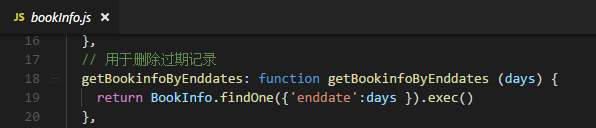 JS bookInfo.js ×
16 },
17 // 用于删除过期记录
18 getBookinfoByEnddates: function getBookinfoByEnddates (days) {
19 return BookInfo.findOne({'enddate':days }).exec()
20 },